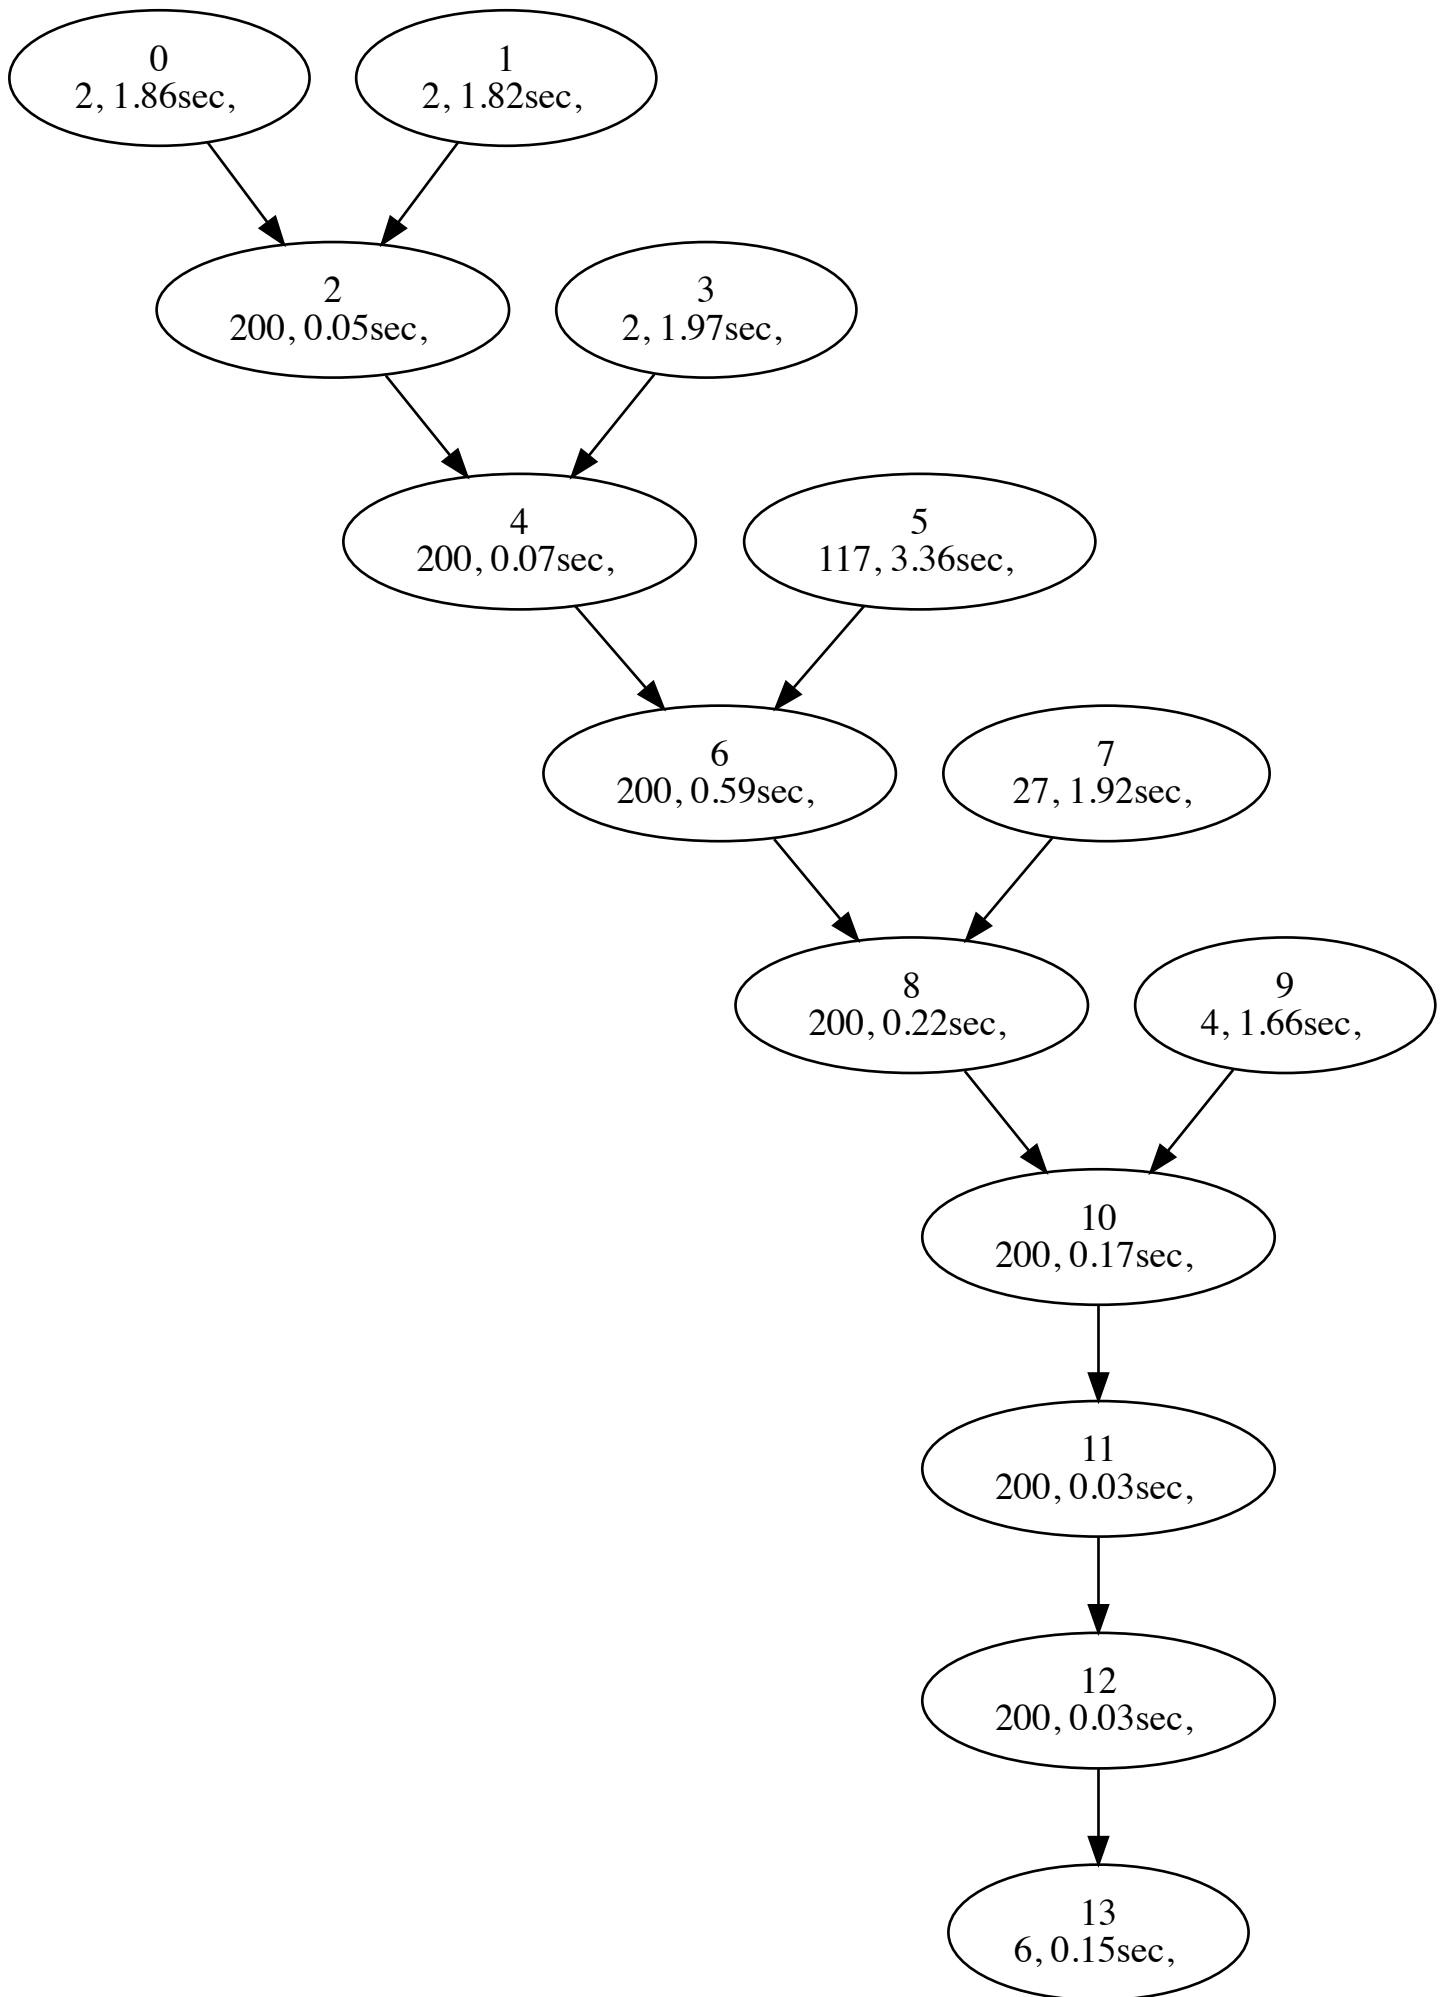 0
2, 1.86sec,
1
2, 1.82sec,
2
200, 0.05sec,
3
2, 1.97sec,
4
200, 0.07sec,
5
117, 3.36sec,
6
200, 0.59sec,
7
27, 1.92sec,
8
200, 0.22sec,
9
4, 1.66sec,
10
200, 0.17sec,
11
200, 0.03sec,
12
200, 0.03sec,
13
6, 0.15sec,